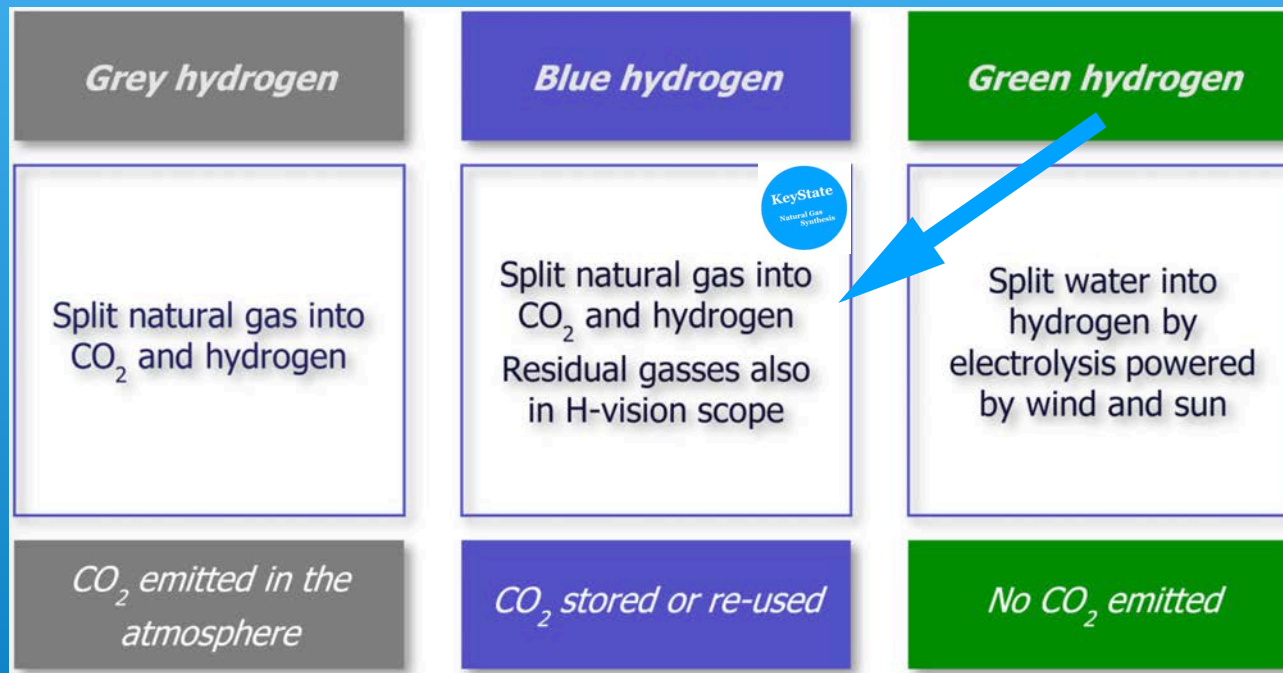 Grey hydrogen
Split natural gas into
CO₂ and hydrogen
CO₂ emitted in the
atmosphere
Blue hydrogen
KeyState
Natural Gas
Synthesis
Split natural gas into
CO₂ and hydrogen
Residual gasses also
in H-vision scope
CO₂ stored or re-used
Green hydrogen
Split water into
hydrogen by
electrolysis powered
by wind and sun
No CO₂ emitted